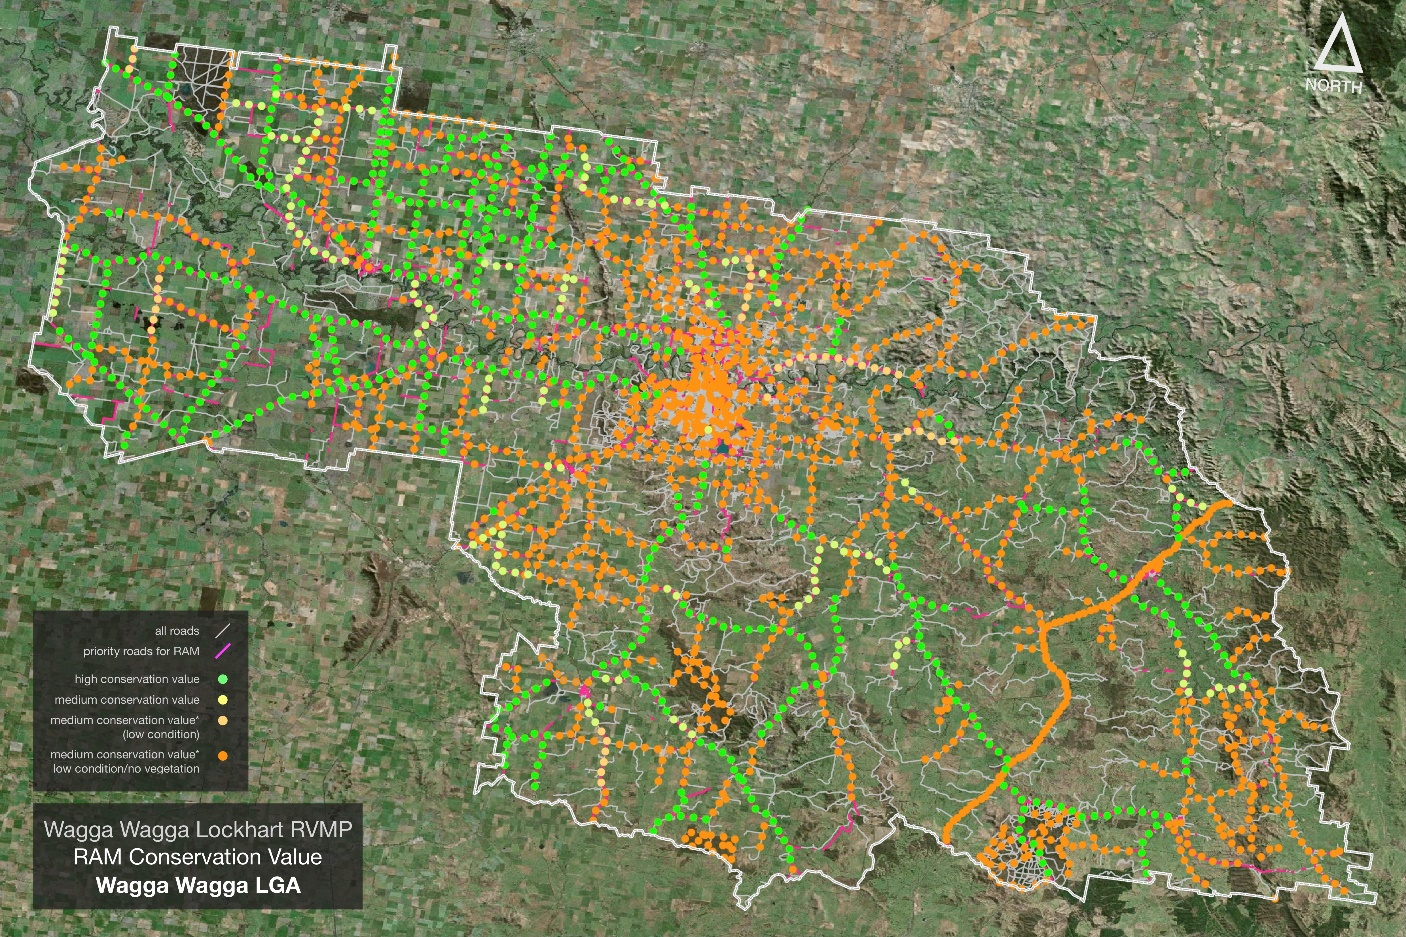 NORTH
all roads
priority roads for RAM
high conservation value
medium conservation value
medium conservation value*
(low condition)
medium conservation value*
low condition/no vegetation
Wagga Wagga Lockhart RVMP
RAM Conservation Value
Wagga Wagga LGA